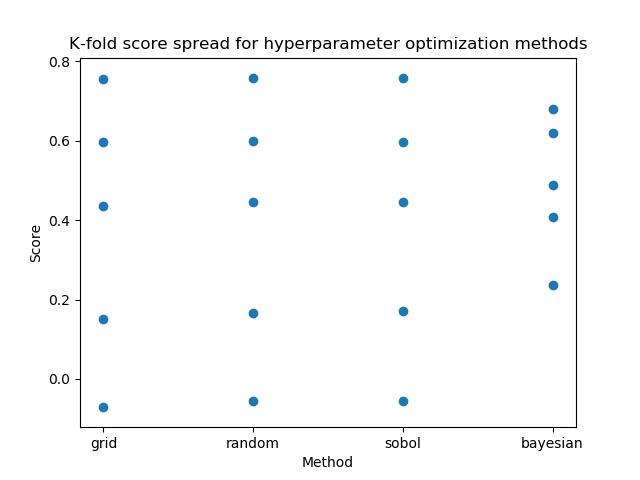 K-fold score spread for hyperparameter optimization methods
0.8
0.6
0.4
0.2
0.0
Score
grid random sobol bayesian
Method